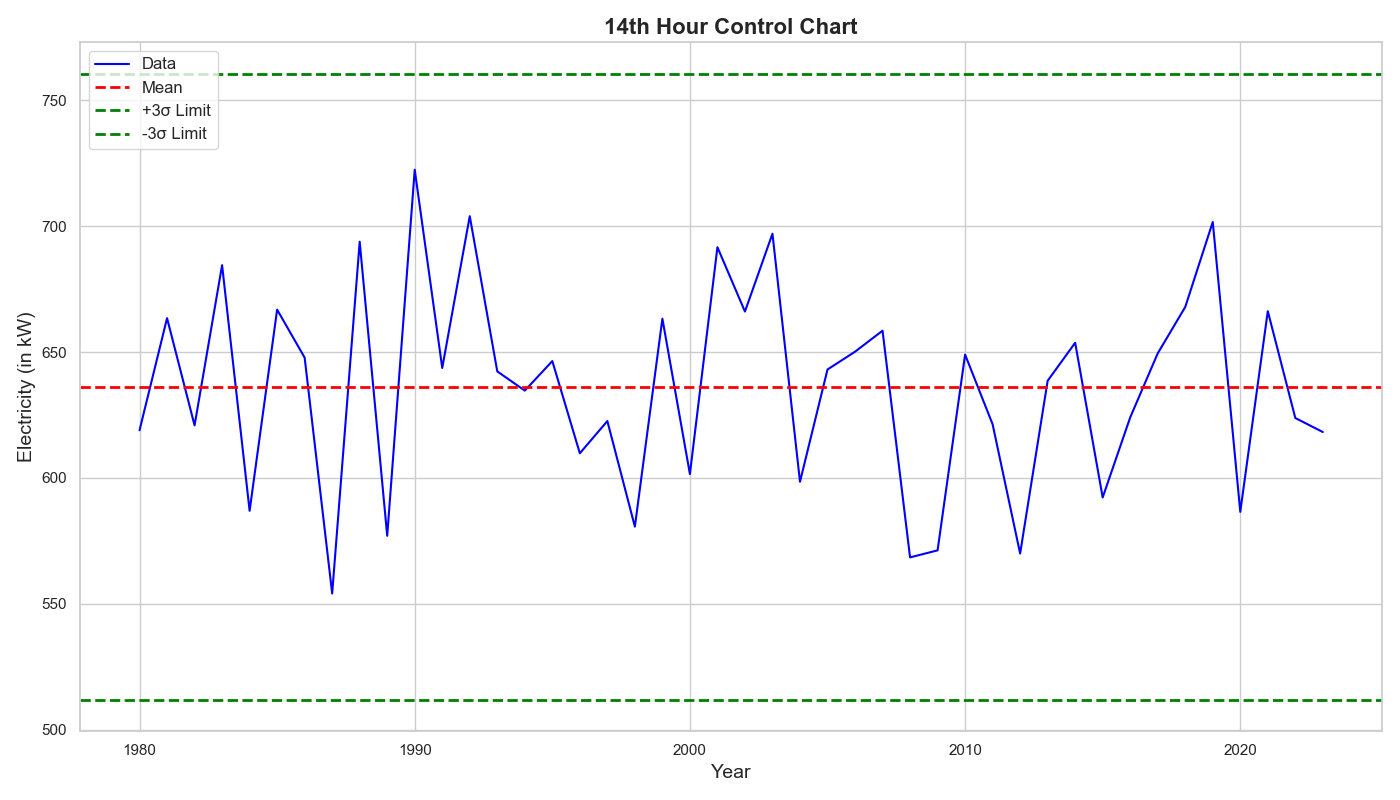 14th Hour Control Chart
Data
Mean
+3σ Limit
-3σ Limit
750
700
650
600
550
500
Electricity (in kW)
1980
1990
2000
2010
2020
Year